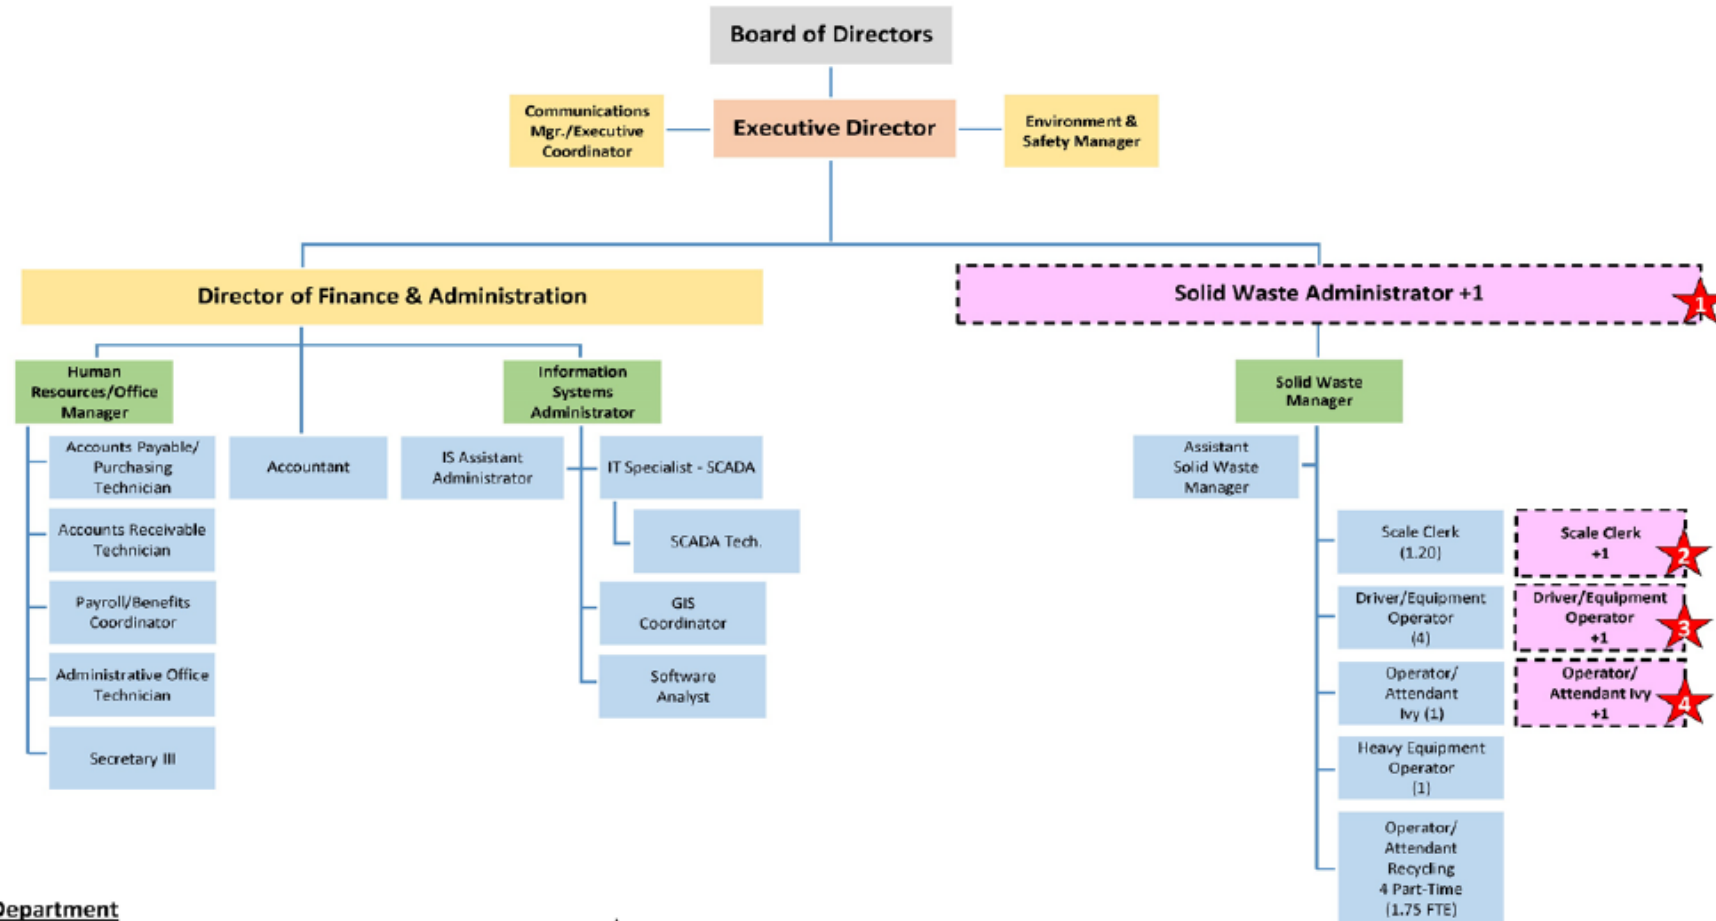 Board of Directors
Communications
Mgr./Executive
Coordinator
Executive Director
Environment &
Safety Manager
Director of Finance & Administration
Solid Waste Administrator +1
1
Human
Resources/Office
Manager
Information
Systems
Administrator
Solid Waste
Manager
Accounts Payable/
Purchasing
Technician
Accountant
IS Assistant
Administrator
IT Specialist - SCADA
Assistant
Solid Waste
Manager
Accounts Receivable
Technician
SCADA Tech.
Scale Clerk
(1.20)
Scale Clerk
+1
2
Payroll/Benefits
Coordinator
GIS
Coordinator
Driver/Equipment
Operator
(4)
Driver/Equipment
Operator
+1
3
Administrative Office
Technician
Software
Analyst
Operator/
Attendant
Ivy (1)
Operator/
Attendant Ivy
+1
4
Secretary III
Heavy Equipment
Operator
(1)
Operator/
Attendant
Recycling
4 Part-Time
(1.75 FTE)
Department